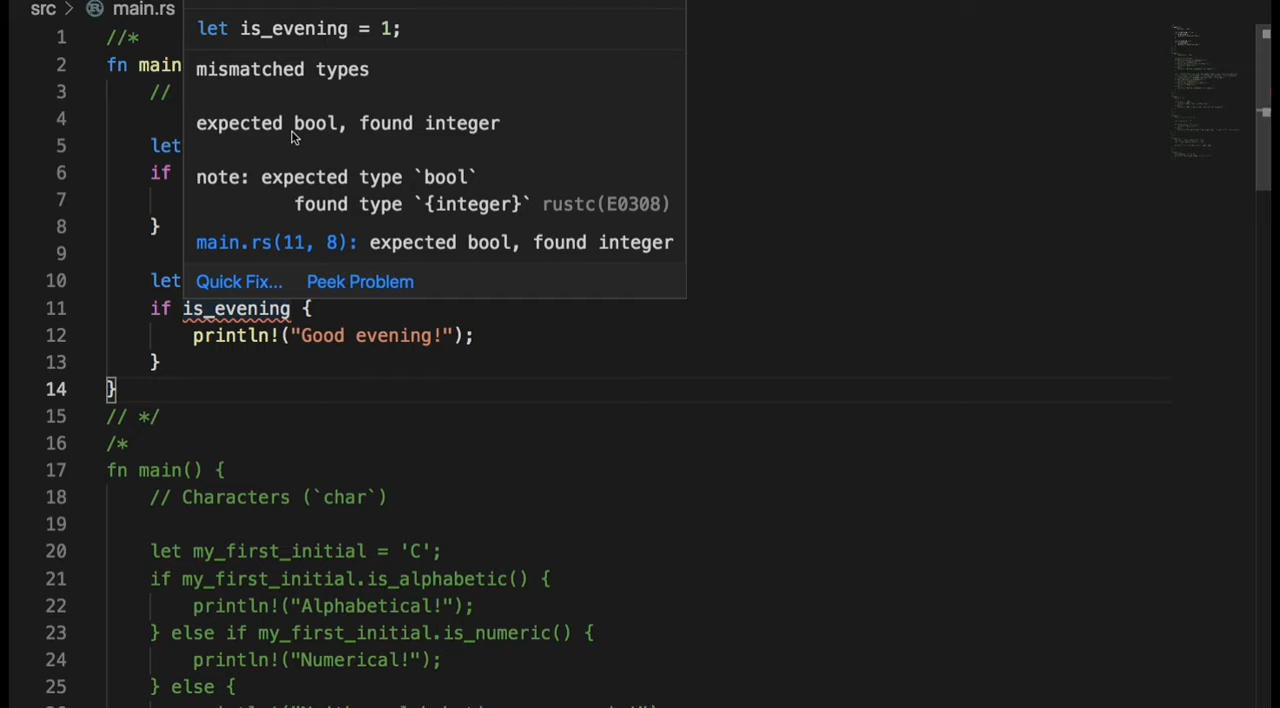 src > main.rs
let is_evening = 1;
1 //*
2 fn main
mismatched types
3 //
4
expected bool, found integer
5 let
6 if
note: expected type `bool`
7
found type `{integer}` rustc(E0308)
8 }
main.rs(11, 8): expected bool, found integer
9
10 let
Quick Fix... Peek Problem
11 if is_evening {
12 println!("Good evening!");
13 }
14 }
15 // */
16 /*
17 fn main() {
18 // Characters (`char`)
19
20 let my_first_initial = 'C';
21 if my_first_initial.is_alphabetic() {
22 println!("Alphabetical!");
23 } else if my_first_initial.is_numeric() {
24 println!("Numerical!");
25 } else {